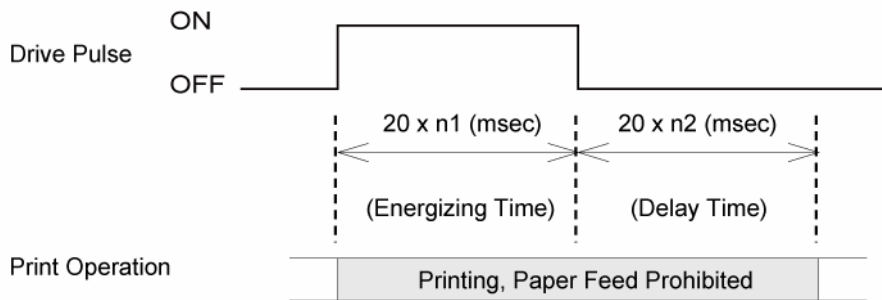 ON
Drive Pulse
OFF
20 x n1 (msec) 20 x n2 (msec)
(Energizing Time) (Delay Time)
Print Operation
Printing, Paper Feed Prohibited